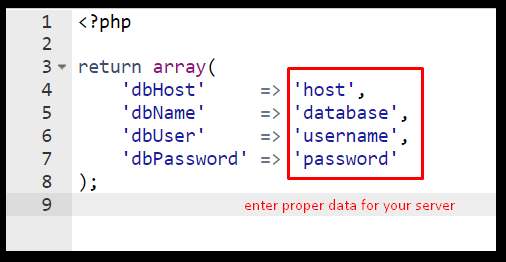 1 <?php
2
3 return array(
4     'dbHost'     => 'host',
5     'dbName'     => 'database',
6     'dbUser'     => 'username',
7     'dbPassword' => 'password'
8 );
9
enter proper data for your server